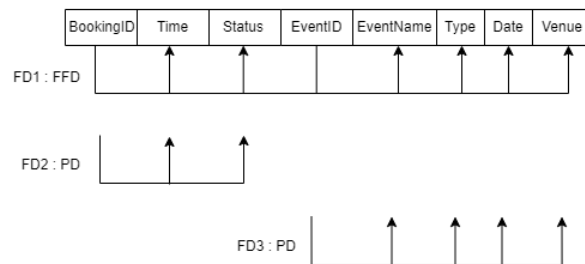 BookingID Time Status EventID EventName Type Date Venue
FD1 : FFD
FD2 : PD
FD3 : PD